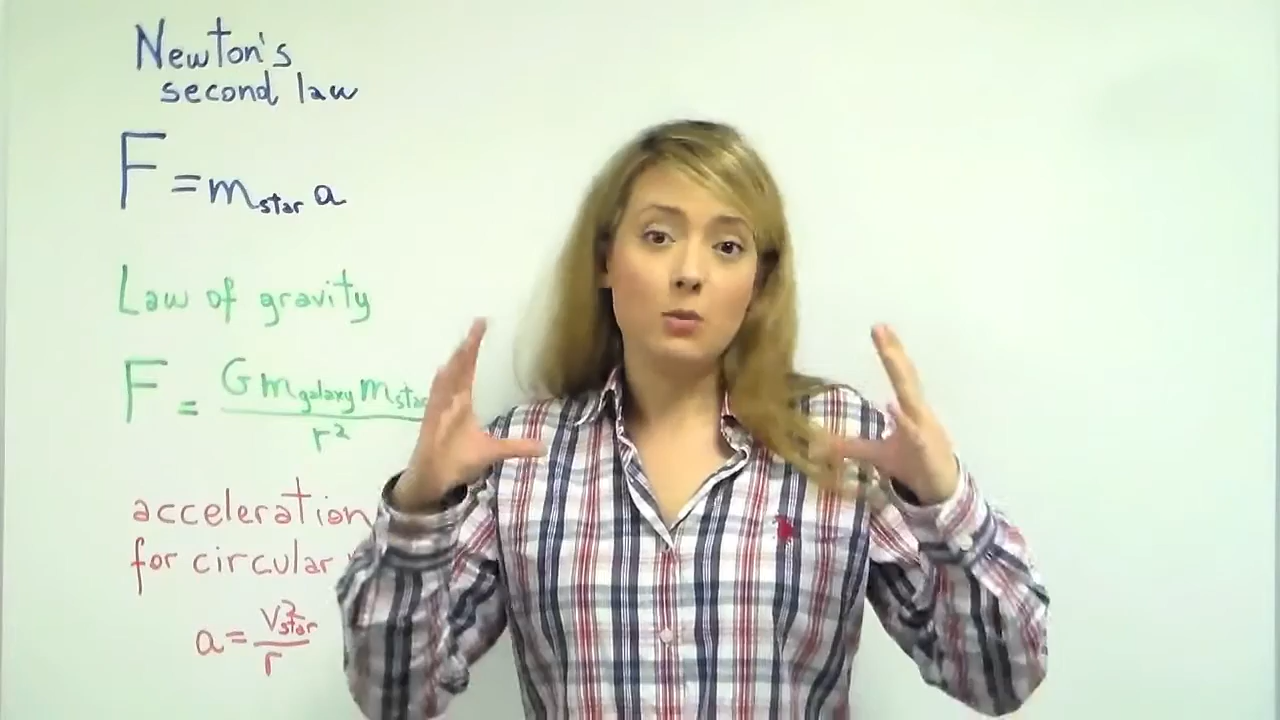 Newton's
second law
F = m_star a
Law of gravity
F = G m_galaxy m_star / r²
acceleration
for circular
a = v²_star / r